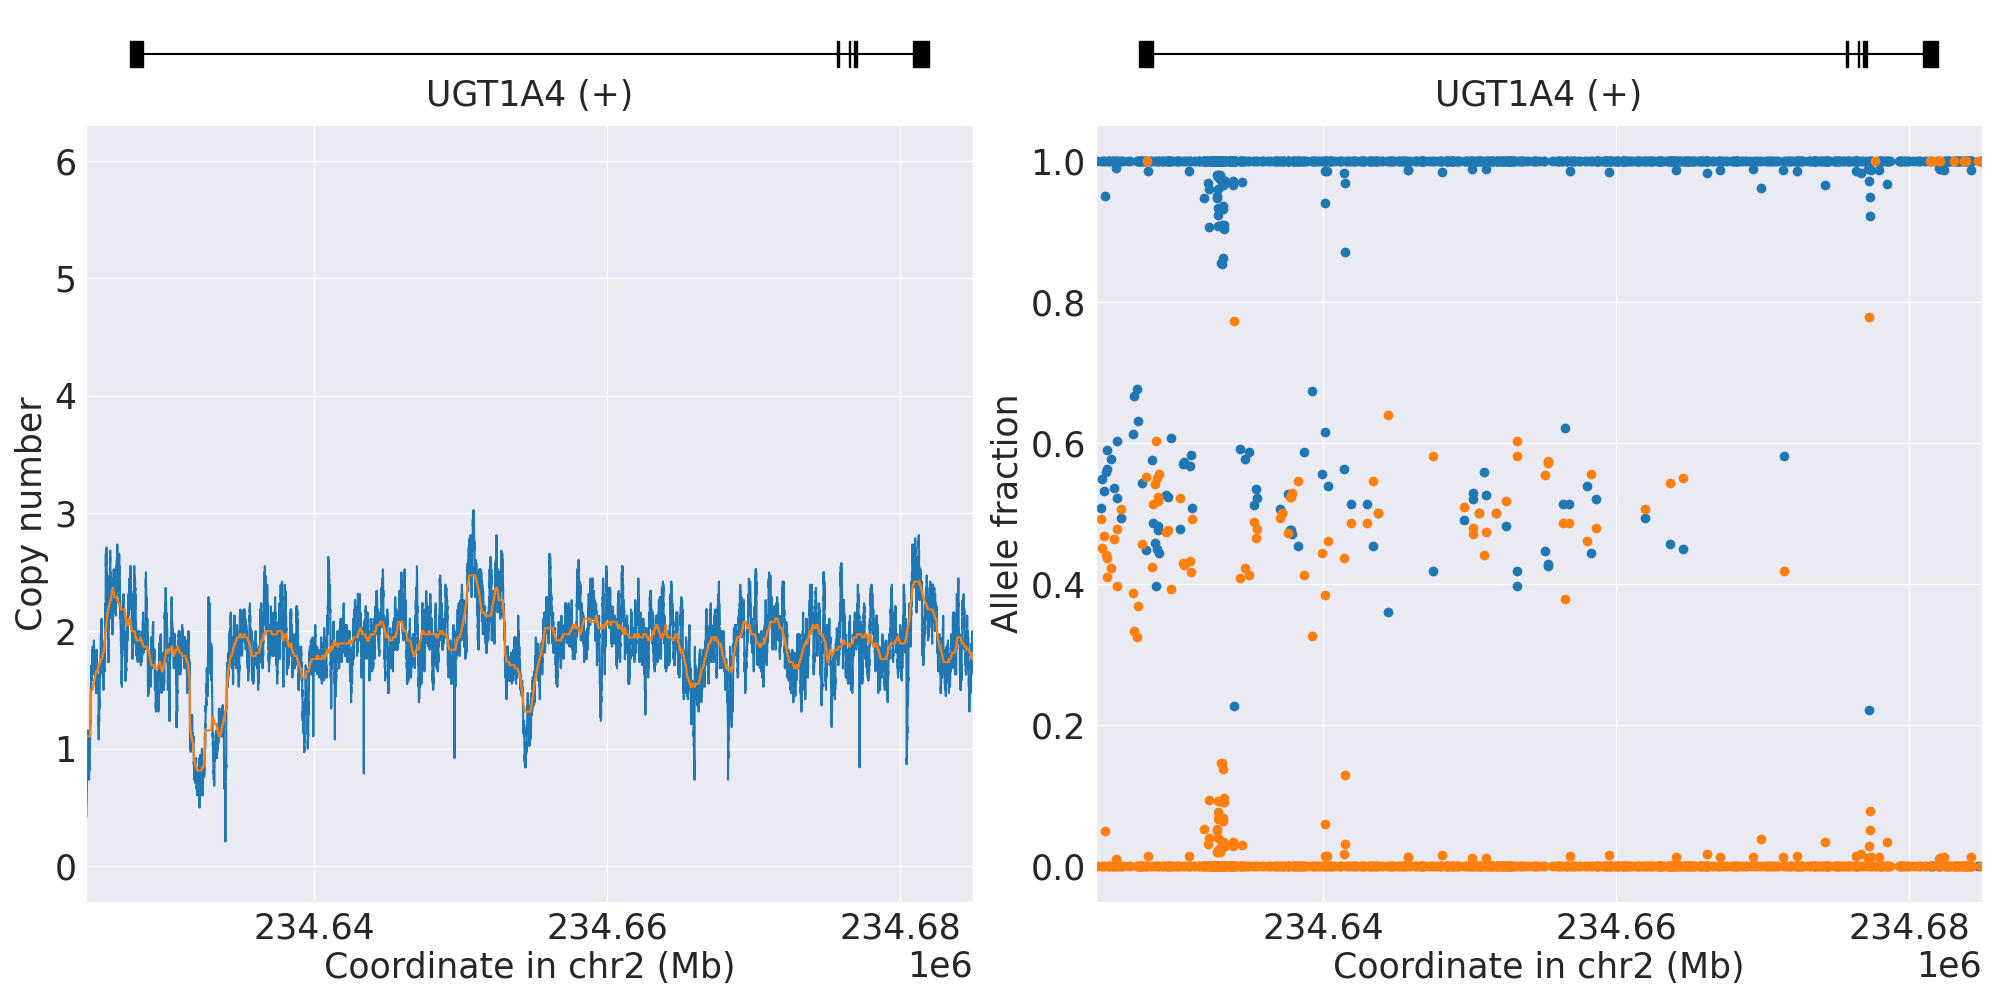 UGT1A4 (+)
Copy number
6
5
4
3
2
1
0
234.64
234.66
234.68
Coordinate in chr2 (Mb)
1e6
UGT1A4 (+)
Allele fraction
1.0
0.8
0.6
0.4
0.2
0.0
234.64
234.66
234.68
Coordinate in chr2 (Mb)
1e6